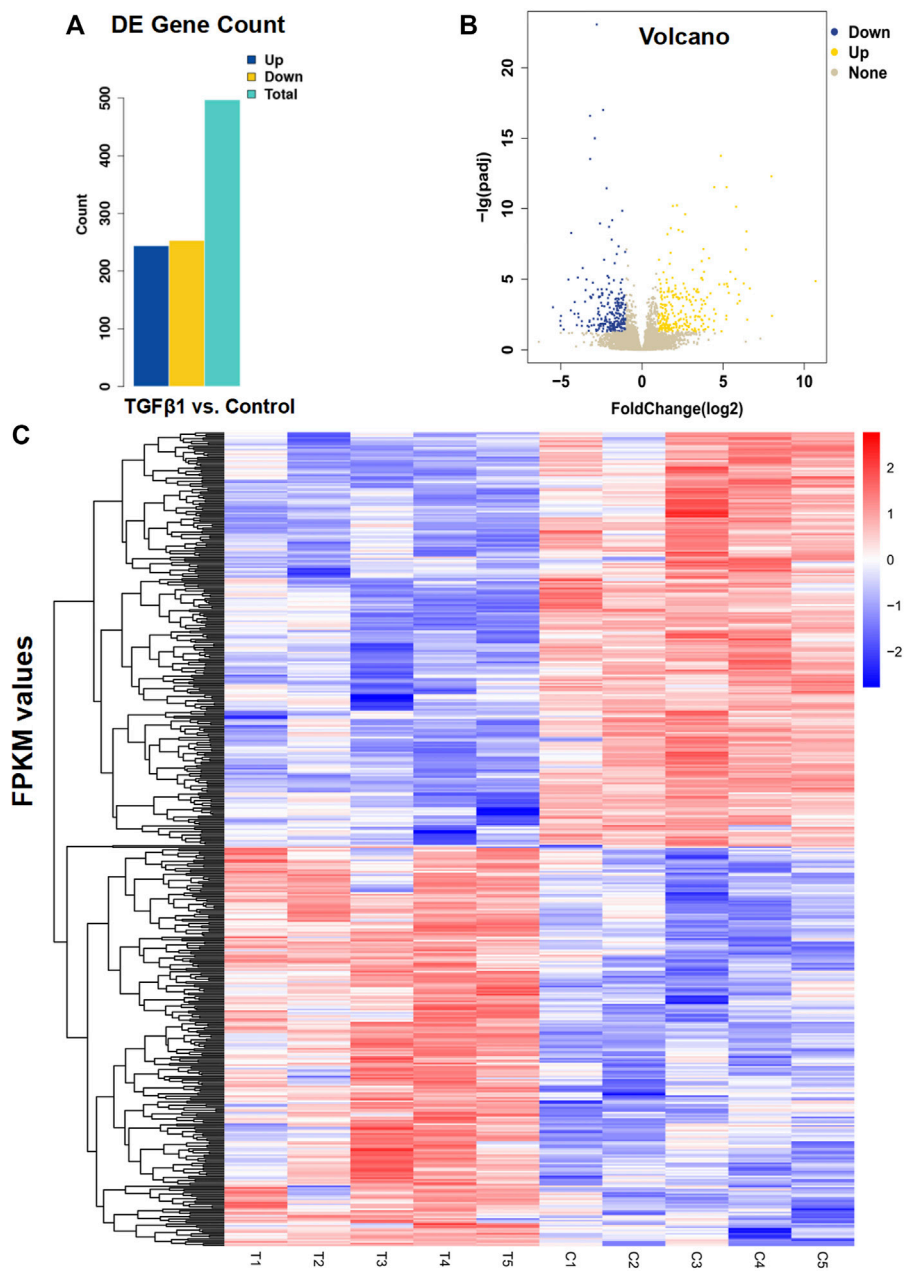 A DE Gene Count
Up
Down
Total
500
400
300
200
100
0
Count
TGFβ1 vs. Control
B
Volcano
Down
Up
None
20
15
10
5
0
−lg(padj)
−5 0 5 10
FoldChange(log2)
C
FPKM values
2
1
0
−1
−2
T1 T2 T3 T4 T5 C1 C2 C3 C4 C5